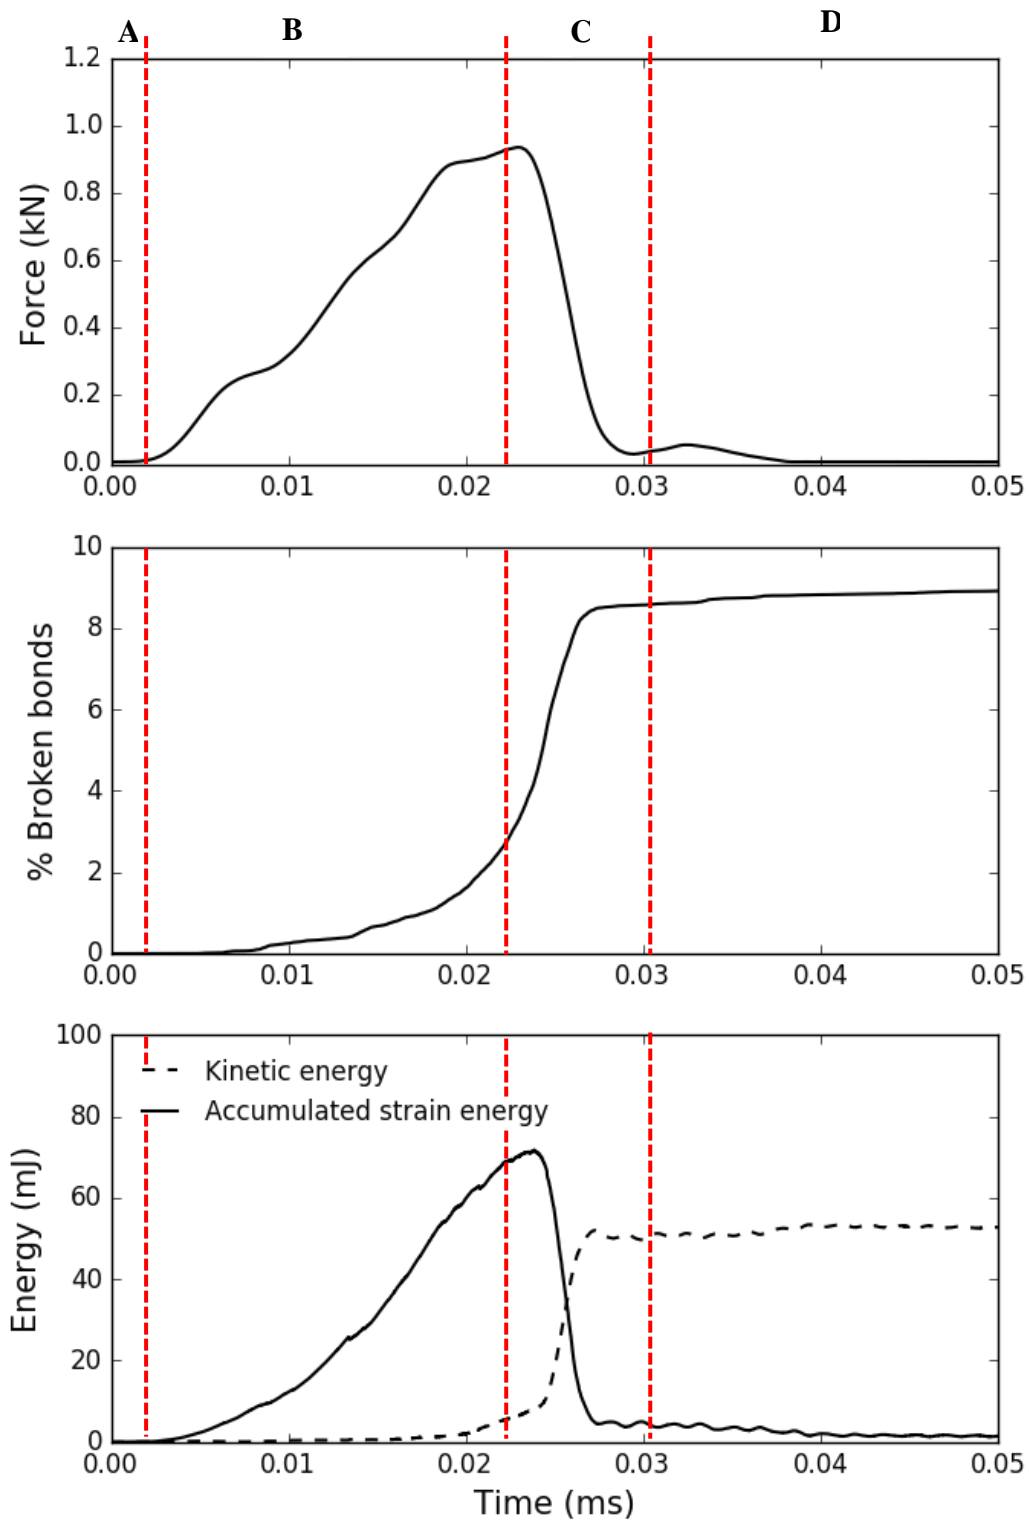 A B C D
1.2
1.0
0.8
0.6
0.4
0.2
0.0
Force (kN)
0.00 0.01 0.02 0.03 0.04 0.05
10
8
6
4
2
0
% Broken bonds
0.00 0.01 0.02 0.03 0.04 0.05
100
80
60
40
20
0
Energy (mJ)
Kinetic energy
Accumulated strain energy
0.00 0.01 0.02 0.03 0.04 0.05
Time (ms)